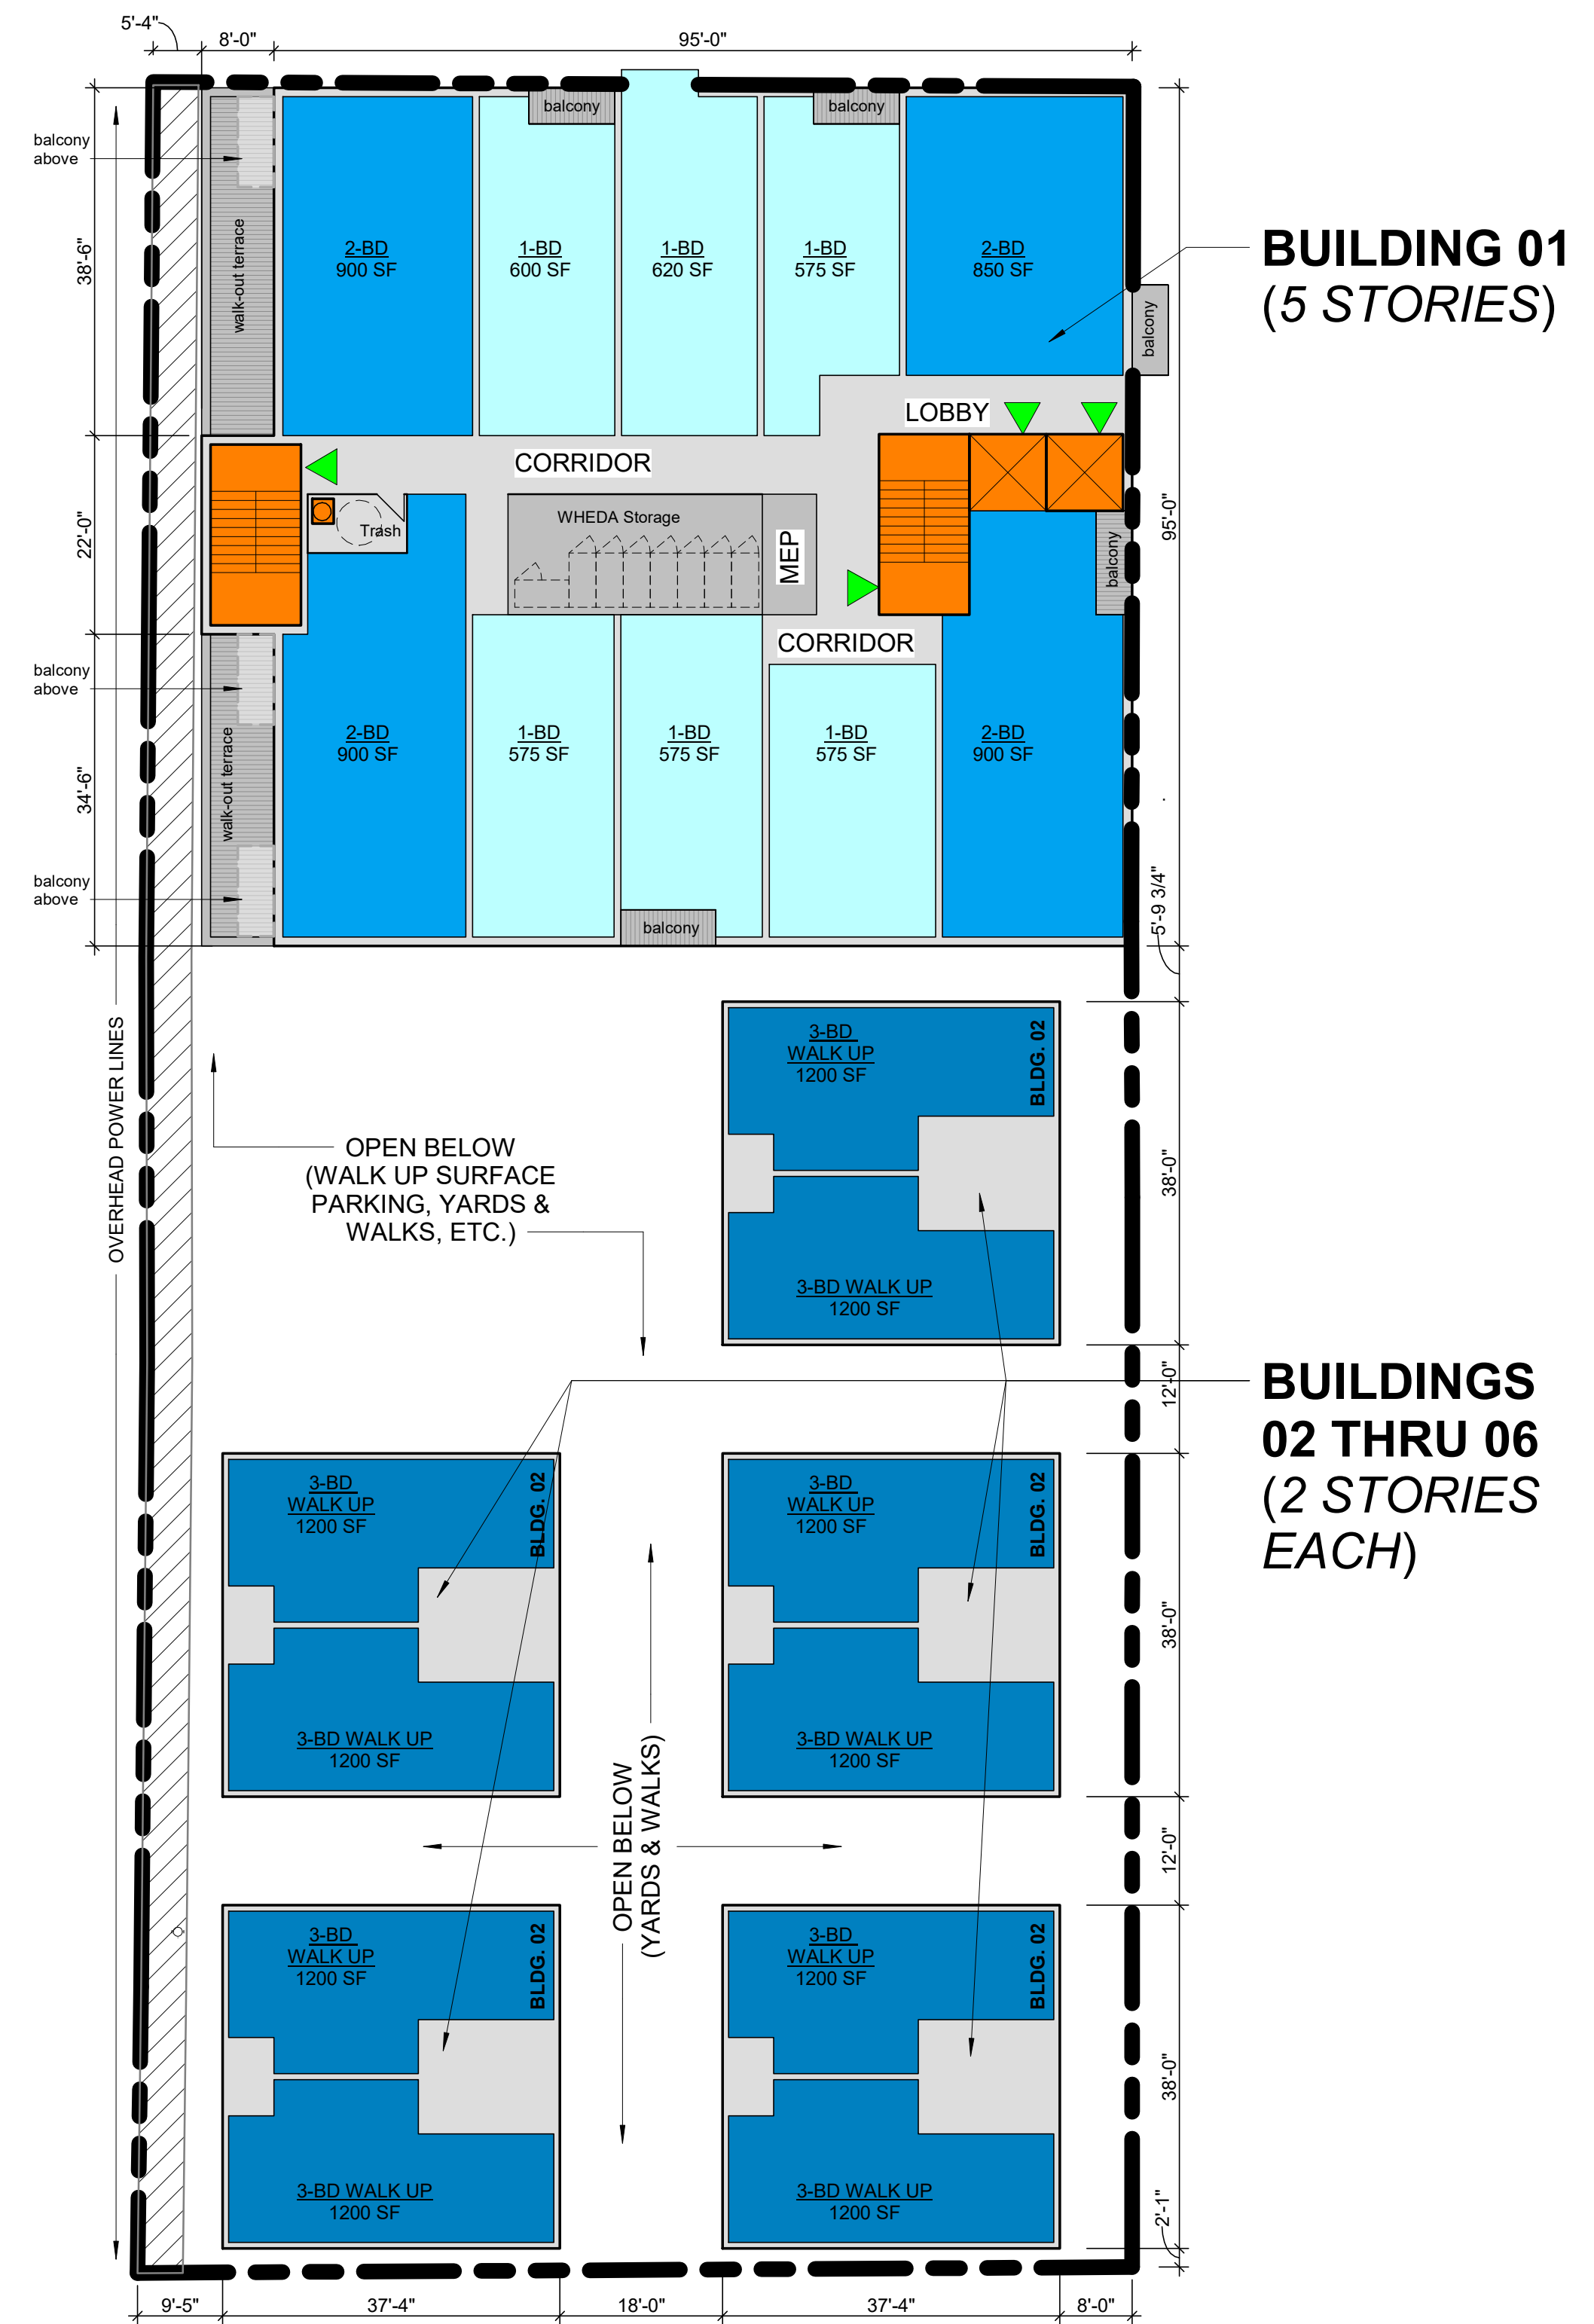 5'-4"
8'-0"
95'-0"
balcony
above
38'-6"
walk-out terrace
2-BD
900 SF
1-BD
600 SF
balcony
1-BD
620 SF
1-BD
575 SF
balcony
2-BD
850 SF
balcony
BUILDING 01
(5 STORIES)
LOBBY
CORRIDOR
22'-0"
Trash
WHEDA Storage
MEP
balcony
95'-0"
CORRIDOR
balcony
above
34'-6"
walk-out terrace
2-BD
900 SF
1-BD
575 SF
1-BD
575 SF
1-BD
575 SF
2-BD
900 SF
balcony
above
balcony
5'-9 3/4"
OVERHEAD POWER LINES
3-BD
WALK UP
1200 SF
BLDG. 02
OPEN BELOW
(WALK UP SURFACE
PARKING, YARDS &
WALKS, ETC.)
38'-0"
3-BD WALK UP
1200 SF
12'-0"
BUILDINGS
02 THRU 06
(2 STORIES
EACH)
3-BD
WALK UP
1200 SF
BLDG. 02
3-BD
WALK UP
1200 SF
BLDG. 02
38'-0"
3-BD WALK UP
1200 SF
3-BD WALK UP
1200 SF
OPEN BELOW
(YARDS & WALKS)
12'-0"
3-BD
WALK UP
1200 SF
BLDG. 02
3-BD
WALK UP
1200 SF
BLDG. 02
38'-0"
3-BD WALK UP
1200 SF
3-BD WALK UP
1200 SF
2'-1"
9'-5"
37'-4"
18'-0"
37'-4"
8'-0"